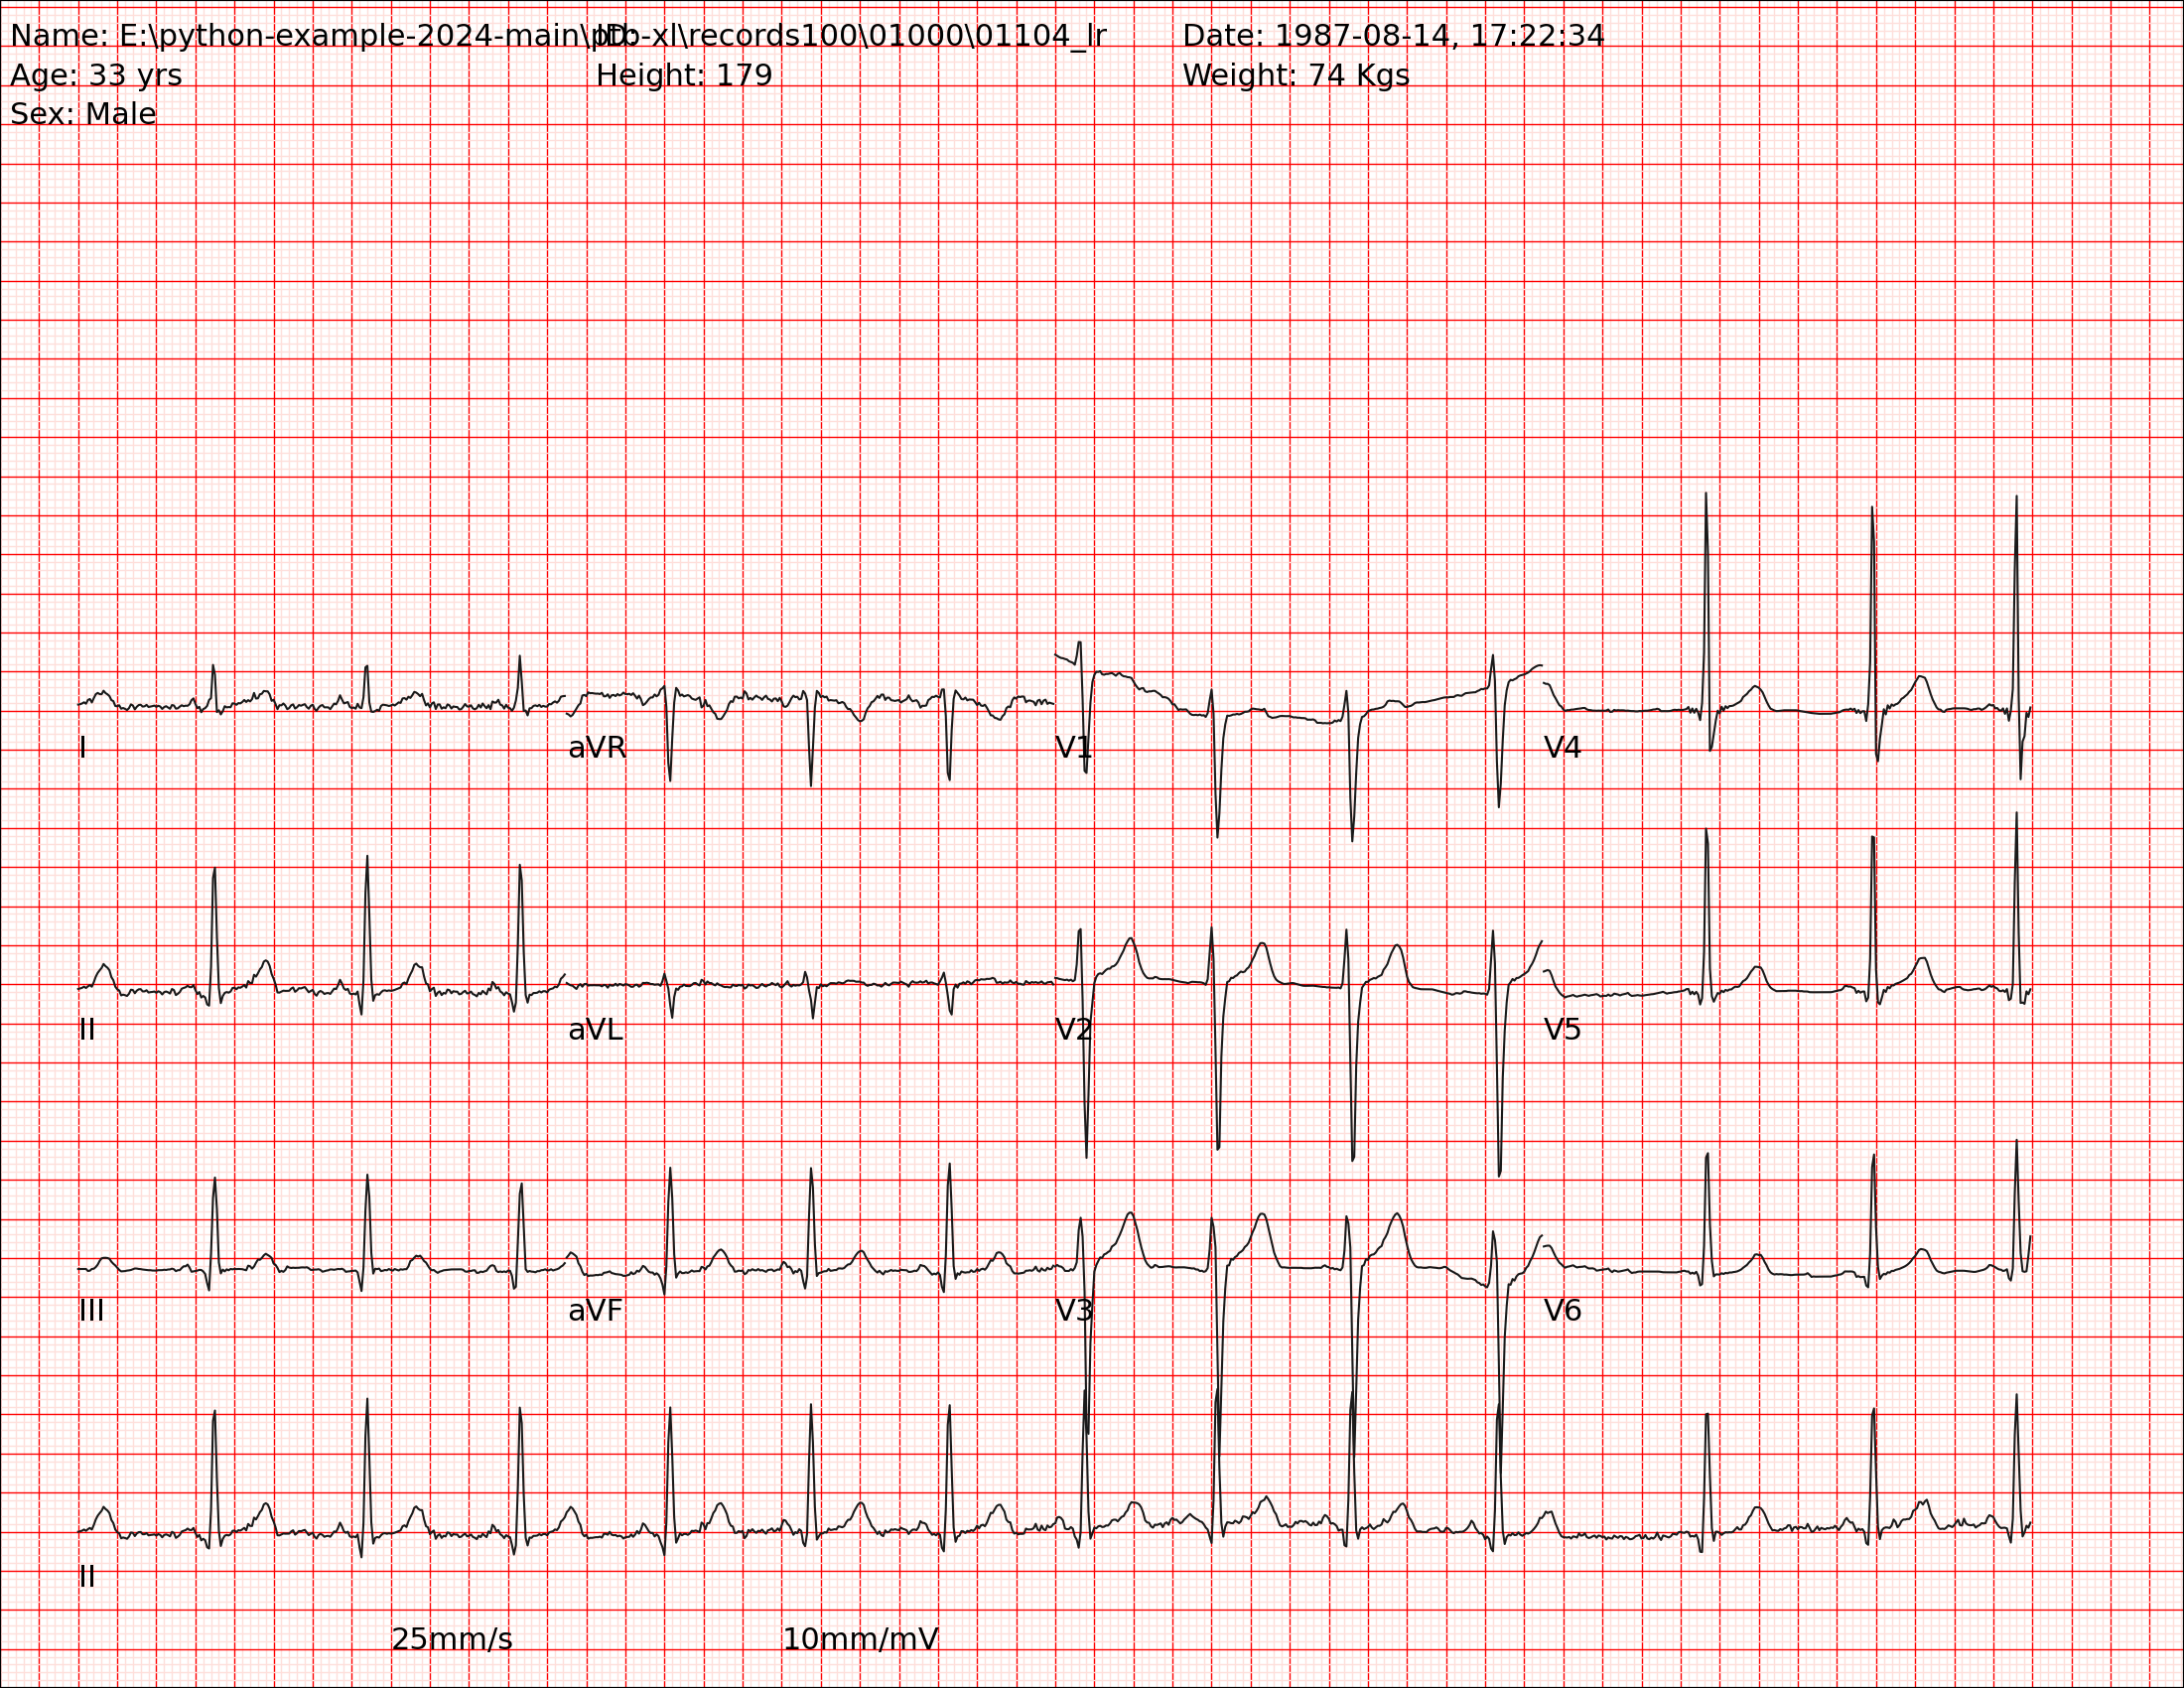 Name: E:\python-example-2024-main\ptb-xl\records100\01000\01104_lr ID: Date: 1987-08-14, 17:22:34
Age: 33 yrs Height: 179 Weight: 74 Kgs
Sex: Male
I aVR V1 V4
II aVL V2 V5
III aVF V3 V6
II
25mm/s 10mm/mV